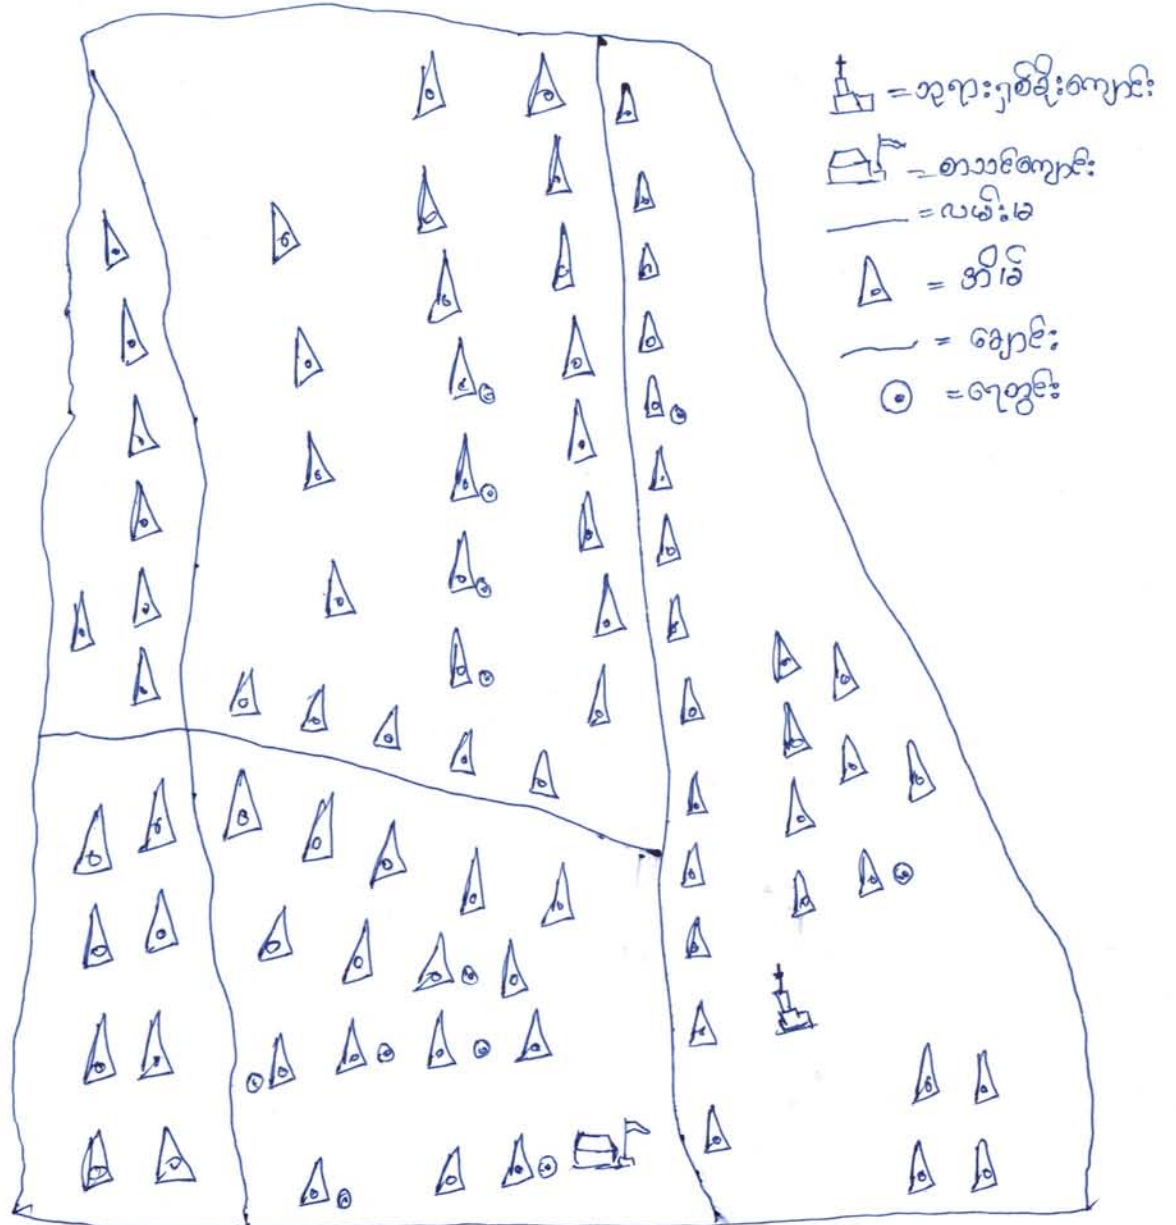 = ဘုရားရှစ်ခိုးကျောင်း
= စာသင်ကျောင်း
= လမ်းမ
= အိမ်
= ချောင်း
= ရေတွင်း